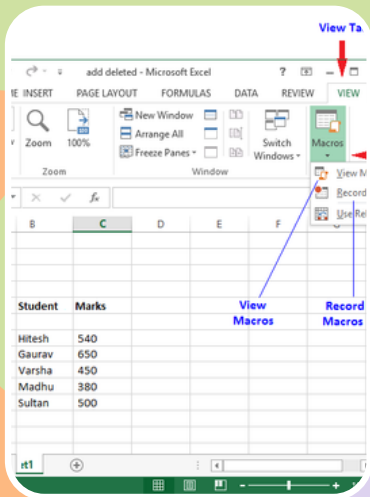 View Ta
add deleted - Microsoft Excel ?
INSERT PAGE LAYOUT FORMULAS DATA REVIEW VIEW
New Window
Zoom 100% Arrange All Switch Windows Macros
Freeze Panes
Zoom Window
View M
Record
Use Rel
fx
B C D E F
Student Marks View Macros Record Macros
Hitesh 540
Gaurav 650
Varsha 450
Madhu 380
Sultan 500
rt1